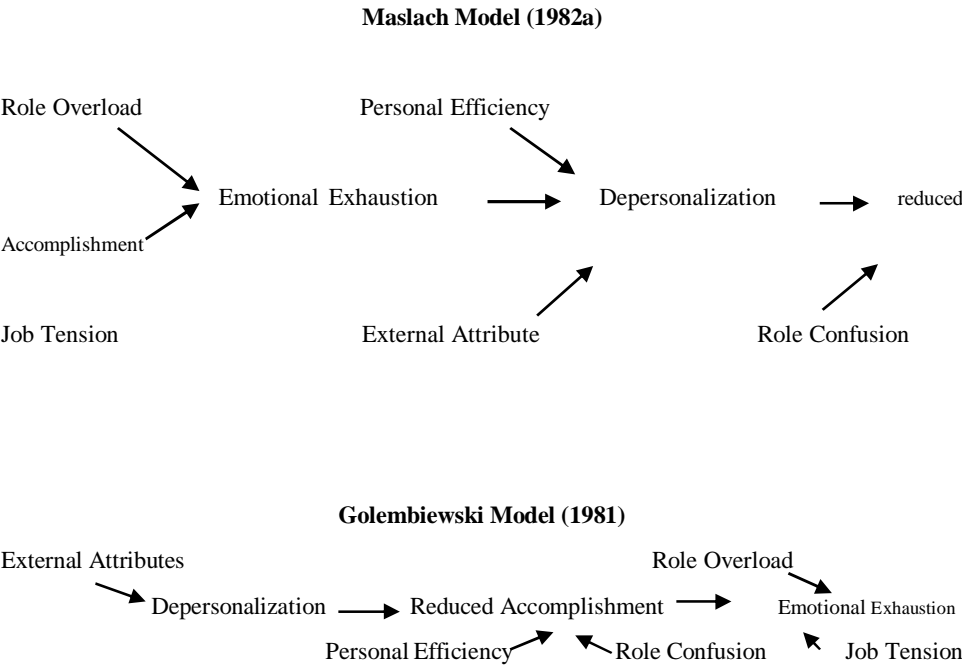 Maslach Model (1982a)
Role Overload Personal Efficiency
Emotional Exhaustion Depersonalization reduced
Accomplishment
Job Tension External Attribute Role Confusion
Golembiewski Model (1981)
External Attributes Role Overload
Depersonalization Reduced Accomplishment Emotional Exhaustion
Personal Efficiency Role Confusion Job Tension